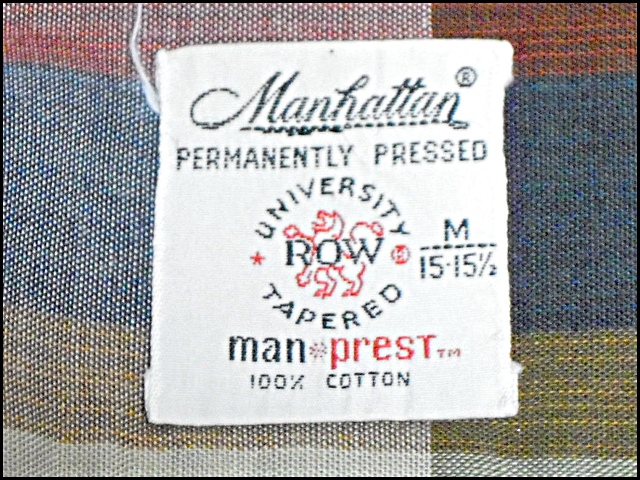 Manhattan®
PERMANENTLY PRESSED
UNIVERSITY
ROW
TAPERED
M
15-15½
man*prest™
100% COTTON